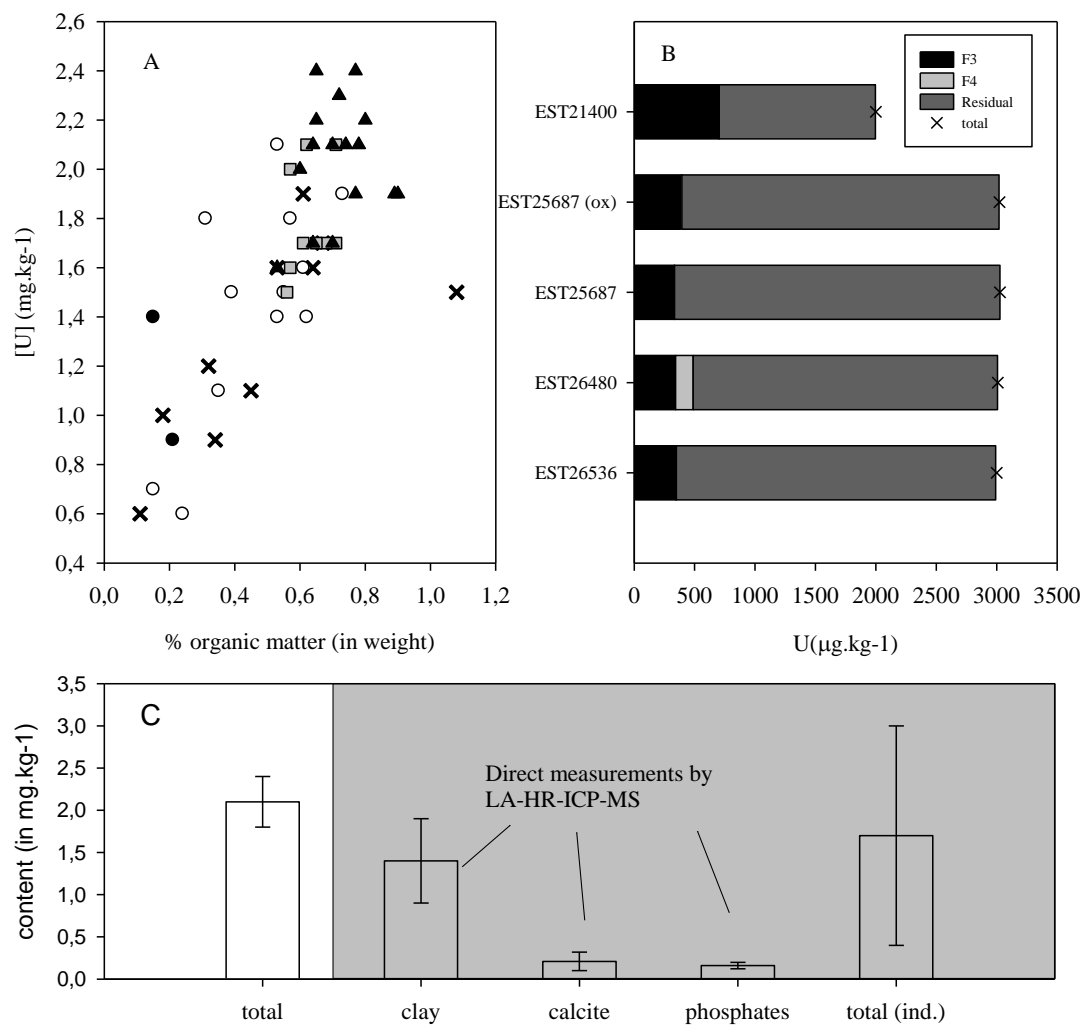 A
2,6
2,4
2,2
2,0
1,8
1,6
1,4
1,2
1,0
0,8
0,6
0,4
[U] (mg.kg-1)
0,0 0,2 0,4 0,6 0,8 1,0 1,2
% organic matter (in weight)
B
F3
F4
Residual
total
EST21400
EST25687 (ox)
EST25687
EST26480
EST26536
0 500 1000 1500 2000 2500 3000 3500
U(µg.kg-1)
C
3,5
3,0
2,5
2,0
1,5
1,0
0,5
0,0
content (in mg.kg-1)
Direct measurements by
LA-HR-ICP-MS
total clay calcite phosphates total (ind.)